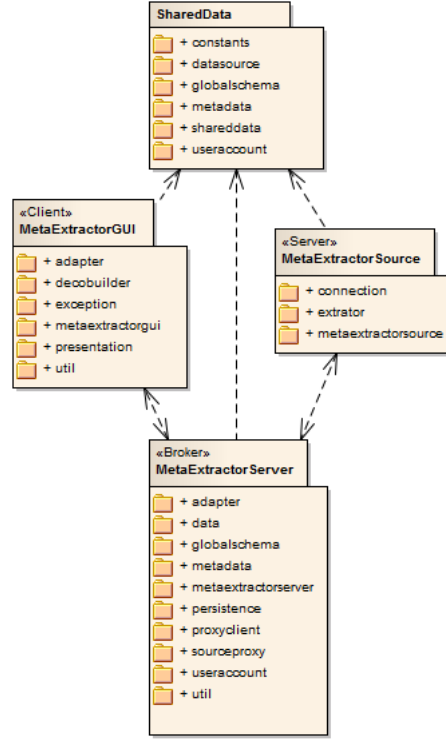 SharedData
+ constants
+ datasource
+ globalschema
+ metadata
+ shareddata
+ useraccount
«Client»
MetaExtractorGUI
+ adapter
+ decobuilder
+ exception
+ metaextractorgui
+ presentation
+ util
«Server»
MetaExtractorSource
+ connection
+ extrator
+ metaextractorsource
«Broker»
MetaExtractorServer
+ adapter
+ data
+ globalschema
+ metadata
+ metaextractorserver
+ persistence
+ proxyclient
+ sourceproxy
+ useraccount
+ util